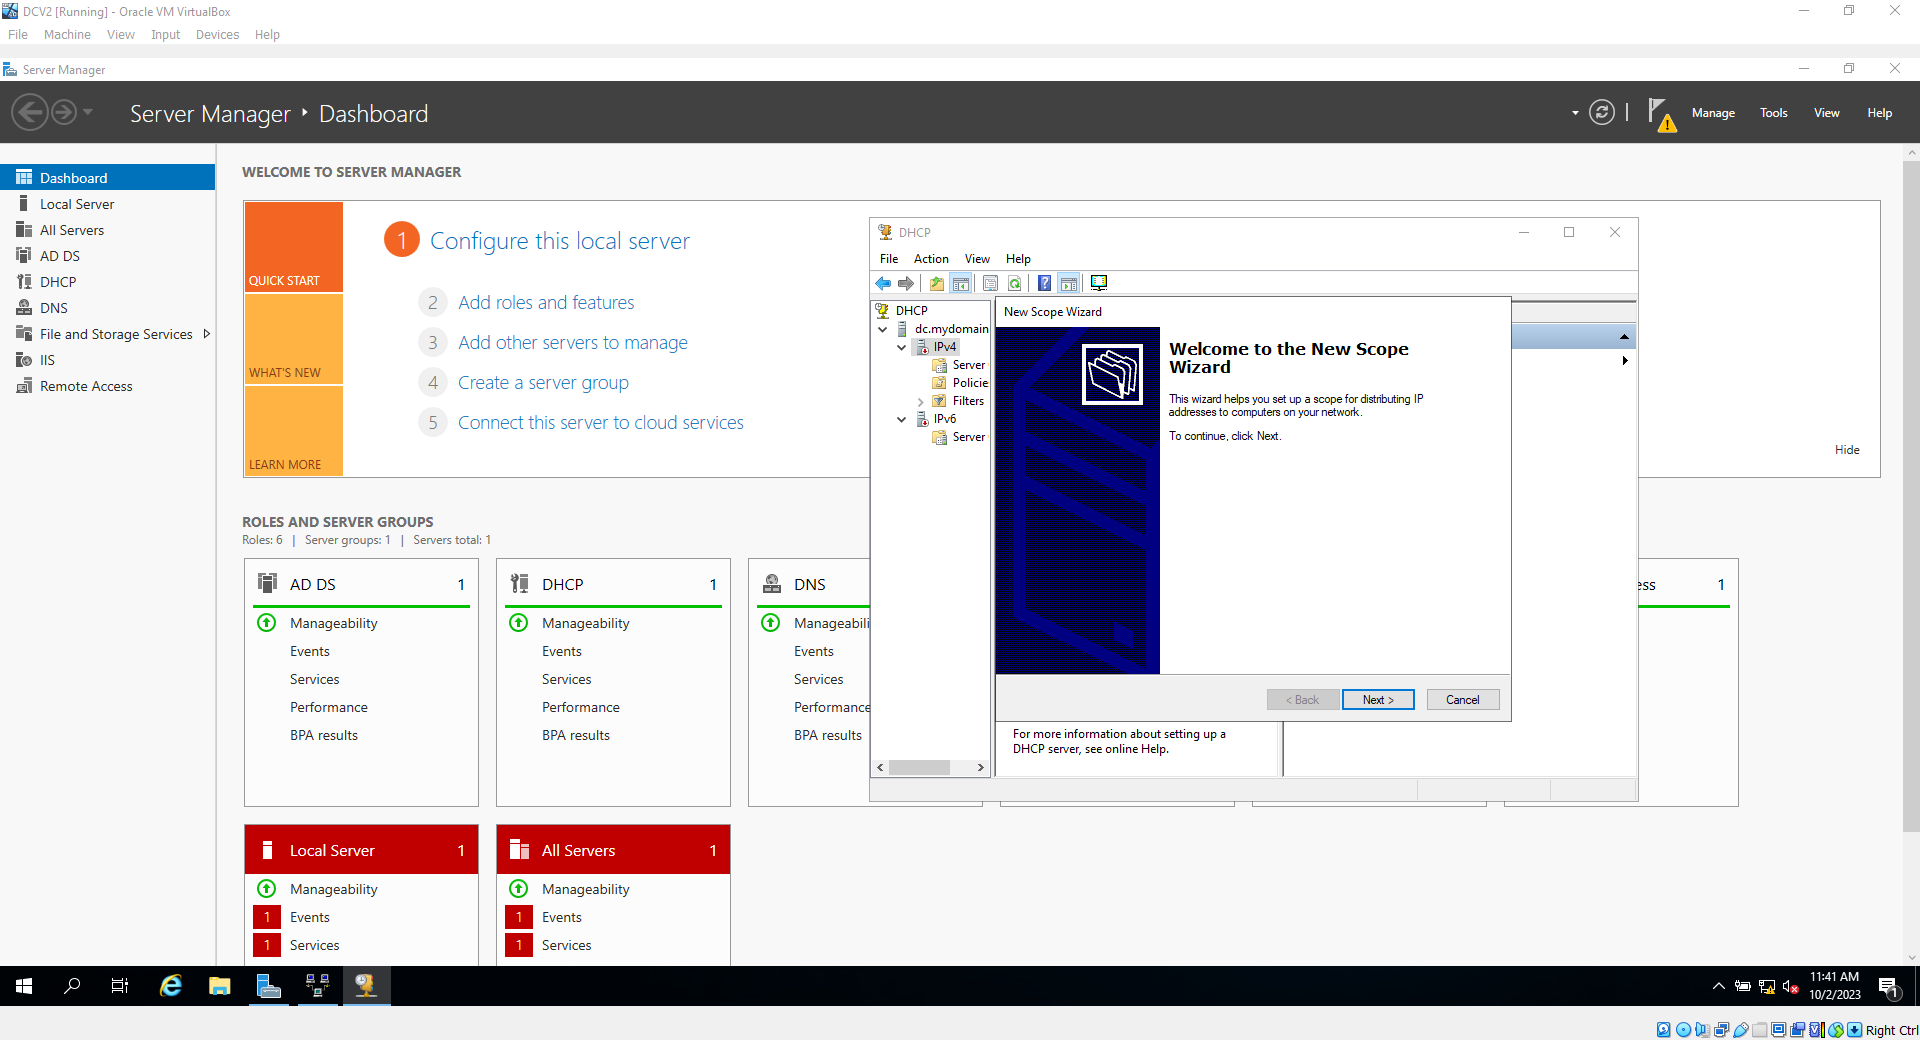 DCV2 [Running] - Oracle VM VirtualBox
File Machine View Input Devices Help
Server Manager
Server Manager Dashboard
Manage Tools View Help
Dashboard
Local Server
All Servers
AD DS
DHCP
DNS
File and Storage Services
IIS
Remote Access
WELCOME TO SERVER MANAGER
QUICK START
WHAT'S NEW
LEARN MORE
1 Configure this local server
2 Add roles and features
3 Add other servers to manage
4 Create a server group
5 Connect this server to cloud services
Hide
ROLES AND SERVER GROUPS
Roles: 6 | Server groups: 1 | Servers total: 1
AD DS 1
Manageability
Events
Services
Performance
BPA results
DHCP 1
Manageability
Events
Services
Performance
BPA results
DNS
Manageabili
Events
Services
Performance
BPA results
ess 1
Local Server 1
Manageability
1 Events
1 Services
All Servers 1
Manageability
1 Events
1 Services
DHCP
File Action View Help
DHCP
dc.mydomain
IPv4
Server
Policie
Filters
IPv6
Server
New Scope Wizard
Welcome to the New Scope
Wizard
This wizard helps you set up a scope for distributing IP
addresses to computers on your network.
To continue, click Next.
< Back Next > Cancel
For more information about setting up a
DHCP server, see online Help.
11:41 AM
10/2/2023
1
Right Ctrl